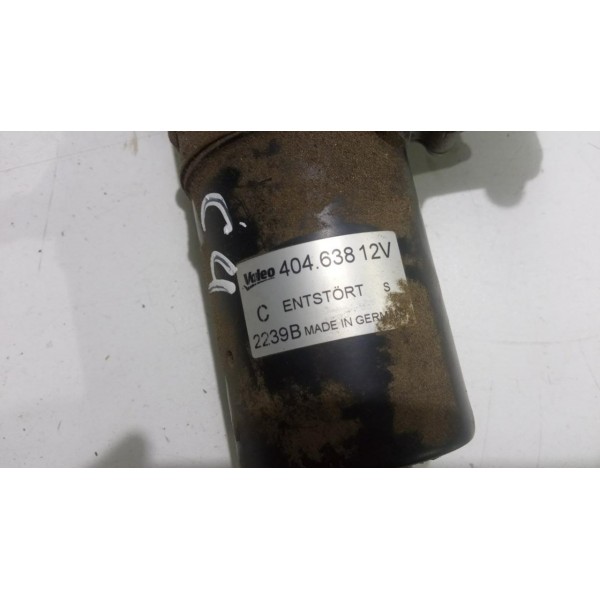 Valeo 404.638 12V
C ENTSTÖRT S
2239B MADE IN GERM